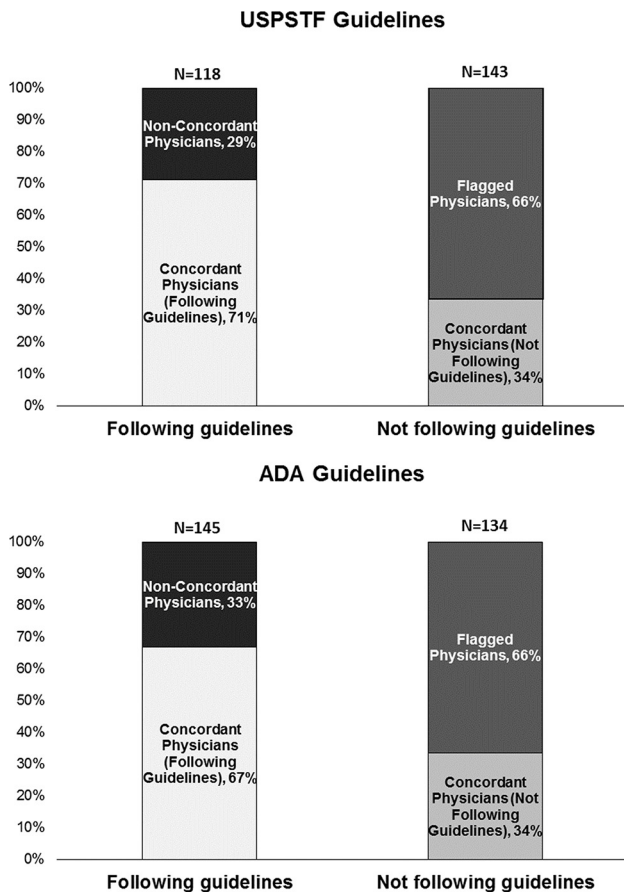 USPSTF Guidelines
N=118
N=143
100%
90%
80%
70%
60%
50%
40%
30%
20%
10%
0%
Non-Concordant
Physicians, 29%
Concordant
Physicians
(Following
Guidelines), 71%
Flagged
Physicians, 66%
Concordant
Physicians (Not
Following
Guidelines), 34%
Following guidelines
Not following guidelines
ADA Guidelines
N=145
N=134
100%
90%
80%
70%
60%
50%
40%
30%
20%
10%
0%
Non-Concordant
Physicians, 33%
Concordant
Physicians
(Following
Guidelines), 67%
Flagged
Physicians, 66%
Concordant
Physicians (Not
Following
Guidelines), 34%
Following guidelines
Not following guidelines